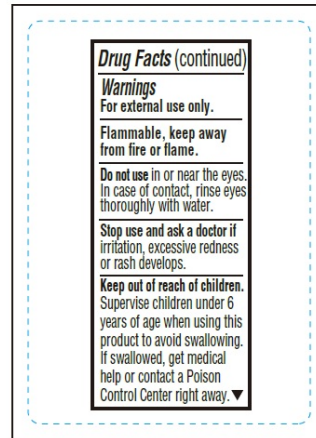 Drug Facts (continued)
Warnings
For external use only.
Flammable, keep away
from fire or flame.
Do not use in or near the eyes.
In case of contact, rinse eyes
thoroughly with water.
Stop use and ask a doctor if
irritation, excessive redness
or rash develops.
Keep out of reach of children.
Supervise children under 6
years of age when using this
product to avoid swallowing.
If swallowed, get medical
help or contact a Poison
Control Center right away.▼